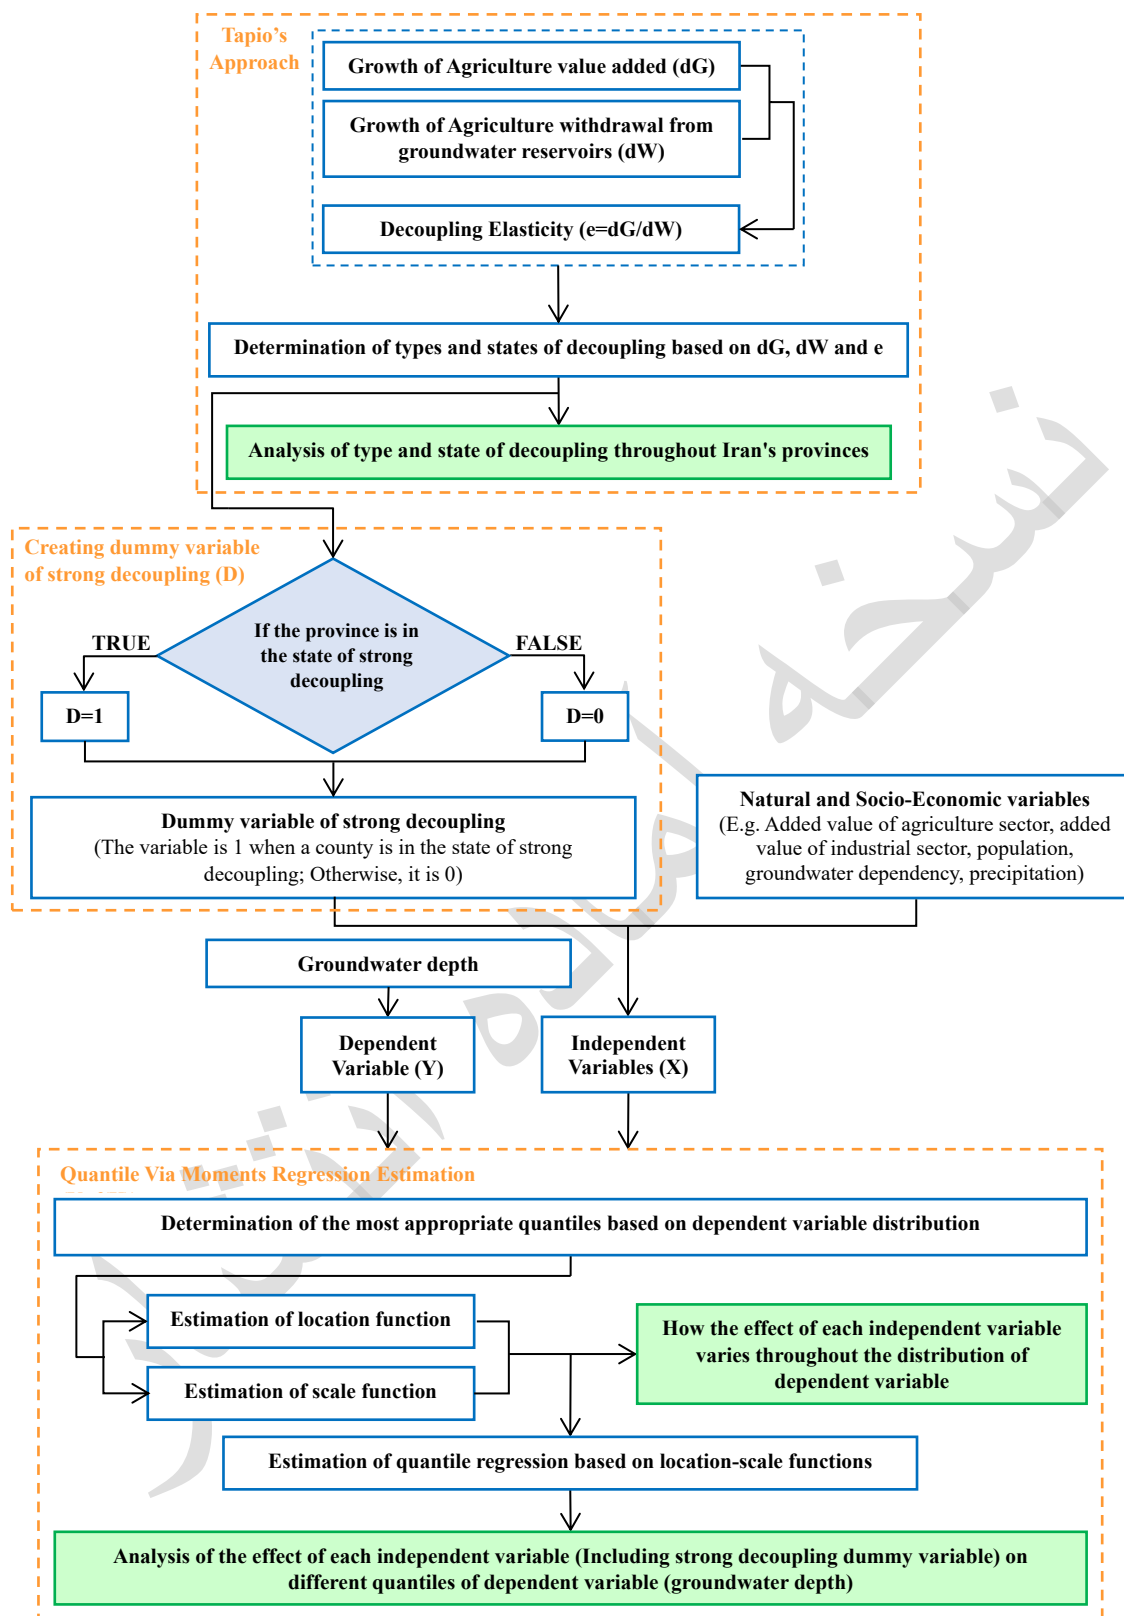 Tapio's
Approach
Growth of Agriculture value added (dG)
Growth of Agriculture withdrawal from
groundwater reservoirs (dW)
Decoupling Elasticity (e=dG/dW)
Determination of types and states of decoupling based on dG, dW and e
Analysis of type and state of decoupling throughout Iran's provinces
Creating dummy variable
of strong decoupling (D)
If the province is in
the state of strong
decoupling
TRUE
FALSE
D=1
D=0
Dummy variable of strong decoupling
(The variable is 1 when a county is in the state of strong
decoupling; Otherwise, it is 0)
Natural and Socio-Economic variables
(E.g. Added value of agriculture sector, added
value of industrial sector, population,
groundwater dependency, precipitation)
Groundwater depth
Dependent
Variable (Y)
Independent
Variables (X)
Quantile Via Moments Regression Estimation
Determination of the most appropriate quantiles based on dependent variable distribution
Estimation of location function
Estimation of scale function
How the effect of each independent variable
varies throughout the distribution of
dependent variable
Estimation of quantile regression based on location-scale functions
Analysis of the effect of each independent variable (Including strong decoupling dummy variable) on
different quantiles of dependent variable (groundwater depth)
نسخه آماده انتشار